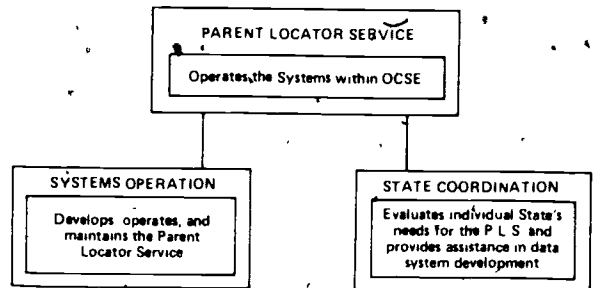 PARENT LOCATOR SERVICE
Operates the Systems within OCSE
SYSTEMS OPERATION
Develops operates, and
maintains the Parent
Locator Service
STATE COORDINATION
Evaluates individual State's
needs for the P L S and
provides assistance in data
system development